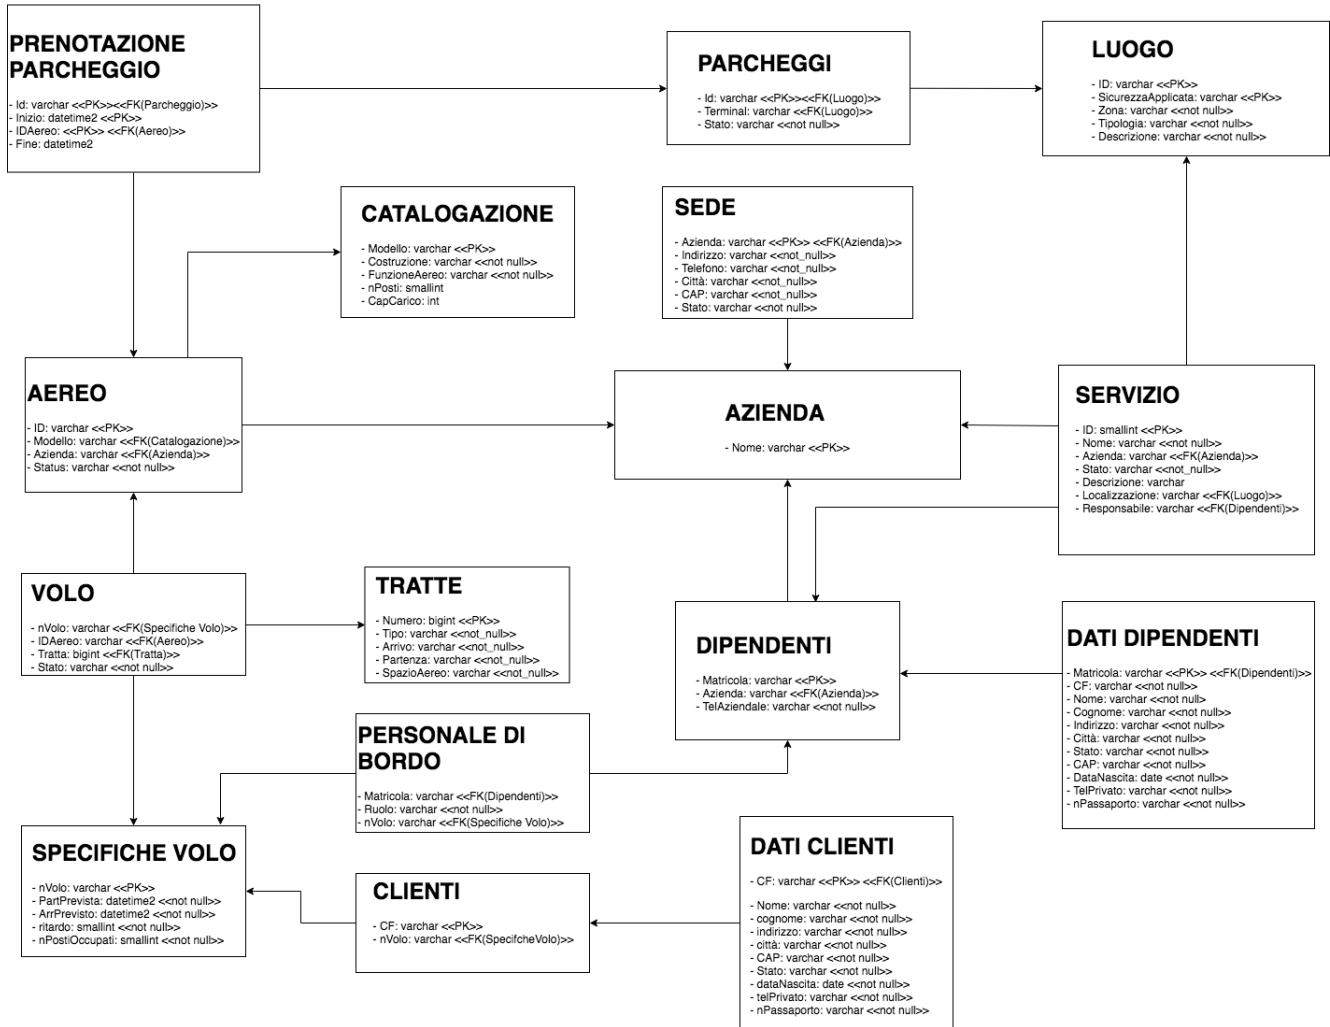 PRENOTAZIONE
PARCHEGGIO
- Id: varchar <<PK>><<FK(Parcheggio)>>
- Inizio: datetime2 <<PK>>
- IDAereo: <<PK>> <<FK(Aereo)>>
- Fine: datetime2
PARCHEGGI
- Id: varchar <<PK>><<FK(Luogo)>>
- Terminal: varchar <<FK(Luogo)>>
- Stato: varchar <<not null>>
LUOGO
- ID: varchar <<PK>>
- SicurezzaApplicata: varchar <<PK>>
- Zona: varchar <<not null>>
- Tipologia: varchar <<not null>>
- Descrizione: varchar <<not null>>
CATALOGAZIONE
- Modello: varchar <<PK>>
- Costruzione: varchar <<not null>>
- FunzioneAereo: varchar <<not null>>
- nPosti: smallint
- CapCarico: int
SEDE
- Azienda: varchar <<PK>> <<FK(Azienda)>>
- Indirizzo: varchar <<not_null>>
- Telefono: varchar <<not_null>>
- Città: varchar <<not_null>>
- CAP: varchar <<not_null>>
- Stato: varchar <<not null>>
AEREO
- ID: varchar <<PK>>
- Modello: varchar <<FK(Catalogazione)>>
- Azienda: varchar <<FK(Azienda)>>
- Status: varchar <<not null>>
AZIENDA
- Nome: varchar <<PK>>
SERVIZIO
- ID: smallint <<PK>>
- Nome: varchar <<not null>>
- Azienda: varchar <<FK(Azienda)>>
- Stato: varchar <<not_null>>
- Descrizione: varchar
- Localizzazione: varchar <<FK(Luogo)>>
- Responsabile: varchar <<FK(Dipendenti)>>
VOLO
- nVolo: varchar <<FK(Specifiche Volo)>>
- IDAereo: varchar <<FK(Aereo)>>
- Tratta: bigint <<FK(Tratta)>>
- Stato: varchar <<not null>>
TRATTE
- Numero: bigint <<PK>>
- Tipo: varchar <<not_null>>
- Arrivo: varchar <<not_null>>
- Partenza: varchar <<not_null>>
- SpazioAereo: varchar <<not_null>>
DIPENDENTI
- Matricola: varchar <<PK>>
- Azienda: varchar <<FK(Azienda)>>
- TelAziendale: varchar <<not null>>
DATI DIPENDENTI
- Matricola: varchar <<PK>> <<FK(Dipendenti)>>
- CF: varchar <<not null>>
- Nome: varchar <<not null
- Cognome: varchar <<not null>>
- Indirizzo: varchar <<not null>>
- Città: varchar <<not null>>
- Stato: varchar <<not null>>
- CAP: varchar <<not null>>
- DataNascita: date <<not null>>
- TelPrivato: varchar <<not null>>
- nPassaporto: varchar <<not null>>
PERSONALE DI
BORDO
- Matricola: varchar <<FK(Dipendenti)>>
- Ruolo: varchar <<not null>>
- nVolo: varchar <<FK(Specifiche Volo)>>
SPECIFICHE VOLO
- nVolo: varchar <<PK>>
- PartPrevista: datetime2 <<not null>>
- ArrPrevisto: datetime2 <<not null>>
- ritardo: smallint <<not null>>
- nPostiOccupati: smallint <<not null>>
CLIENTI
- CF: varchar <<PK>>
- nVolo: varchar <<FK(SpecifcheVolo)>>
DATI CLIENTI
- CF: varchar <<PK>> <<FK(Clienti)>>
- Nome: varchar <<not null>>
- cognome: varchar <<not null>>
- indirizzo: varchar <<not null>>
- città: varchar <<not null>>
- CAP: varchar <<not null>>
- Stato: varchar <<not null>>
- dataNascita: date <<not null>>
- telPrivato: varchar <<not null>>
- nPassaporto: varchar <<not null>>